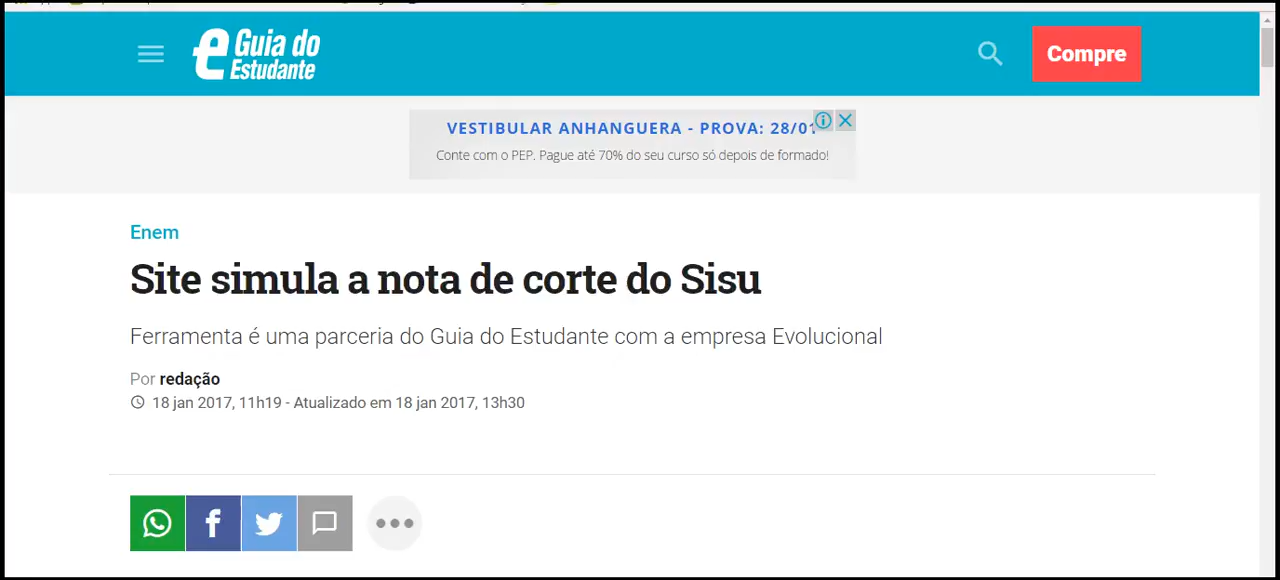 Guia do
Estudante
Compre
VESTIBULAR ANHANGUERA - PROVA: 28/01
Conte com o PEP. Pague até 70% do seu curso só depois de formado!
Enem
Site simula a nota de corte do Sisu
Ferramenta é uma parceria do Guia do Estudante com a empresa Evolucional
Por redação
18 jan 2017, 11h19 - Atualizado em 18 jan 2017, 13h30